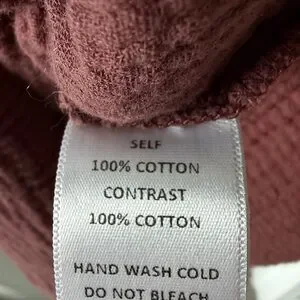 SELF
100% COTTON
CONTRAST
100% COTTON
HAND WASH COLD
DO NOT BLEACH